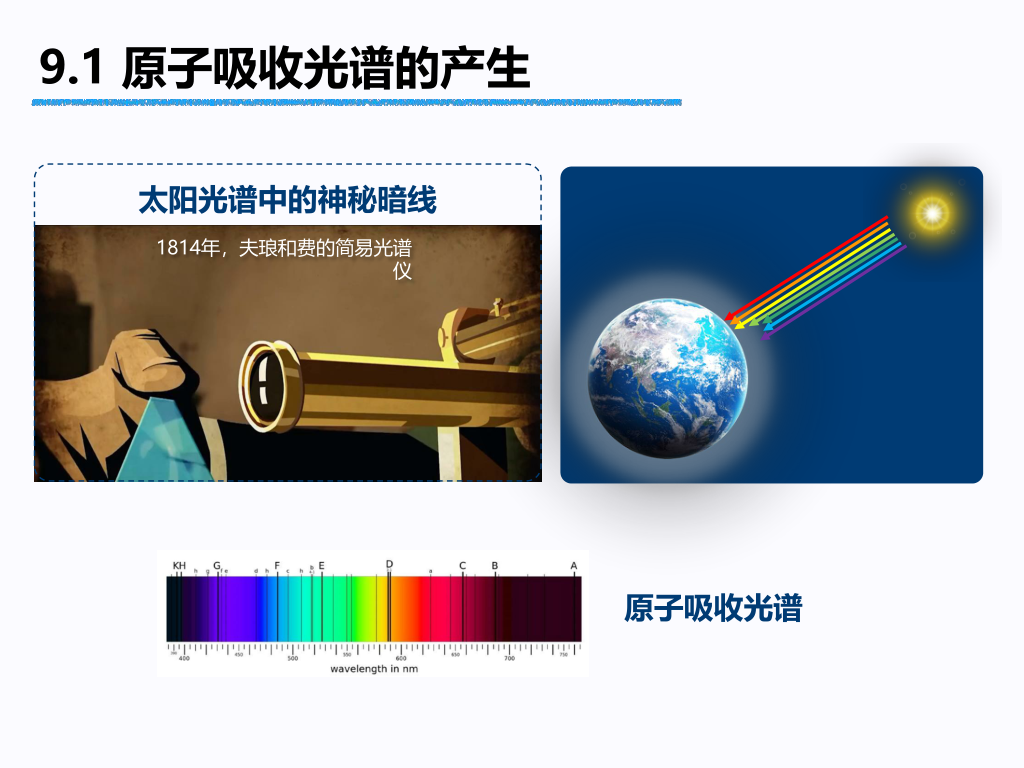 9.1 原子吸收光谱的产生
太阳光谱中的神秘暗线
1814年，夫琅和费的简易光谱
仪
KH G F E D C B A
h g f e d h c h b a
400 450 500 550 600 650 700 750
wavelength in nm
原子吸收光谱